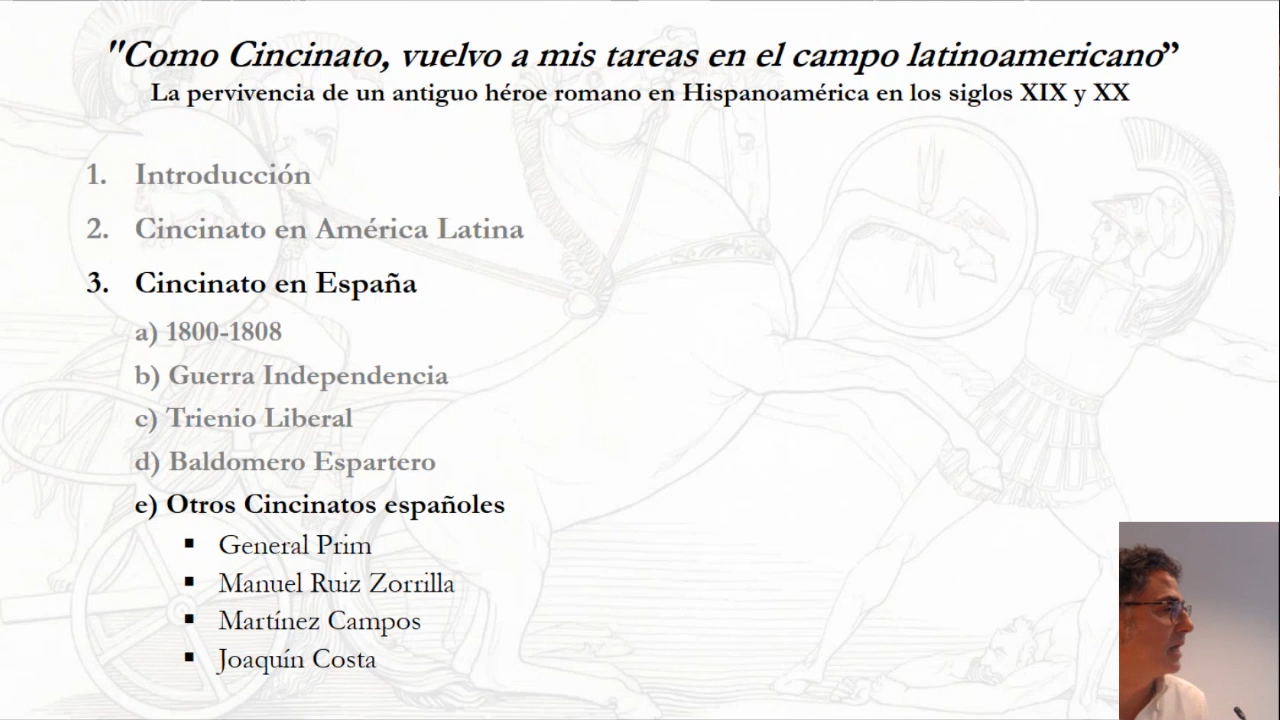 "Como Cincinato, vuelvo a mis tareas en el campo latinoamericano”
La pervivencia de un antiguo héroe romano en Hispanoamérica en los siglos XIX y XX
1. Introducción
2. Cincinato en América Latina
3. Cincinato en España
a) 1800-1808
b) Guerra Independencia
c) Trienio Liberal
d) Baldomero Espartero
e) Otros Cincinatos españoles
▪ General Prim
▪ Manuel Ruiz Zorrilla
▪ Martínez Campos
▪ Joaquín Costa